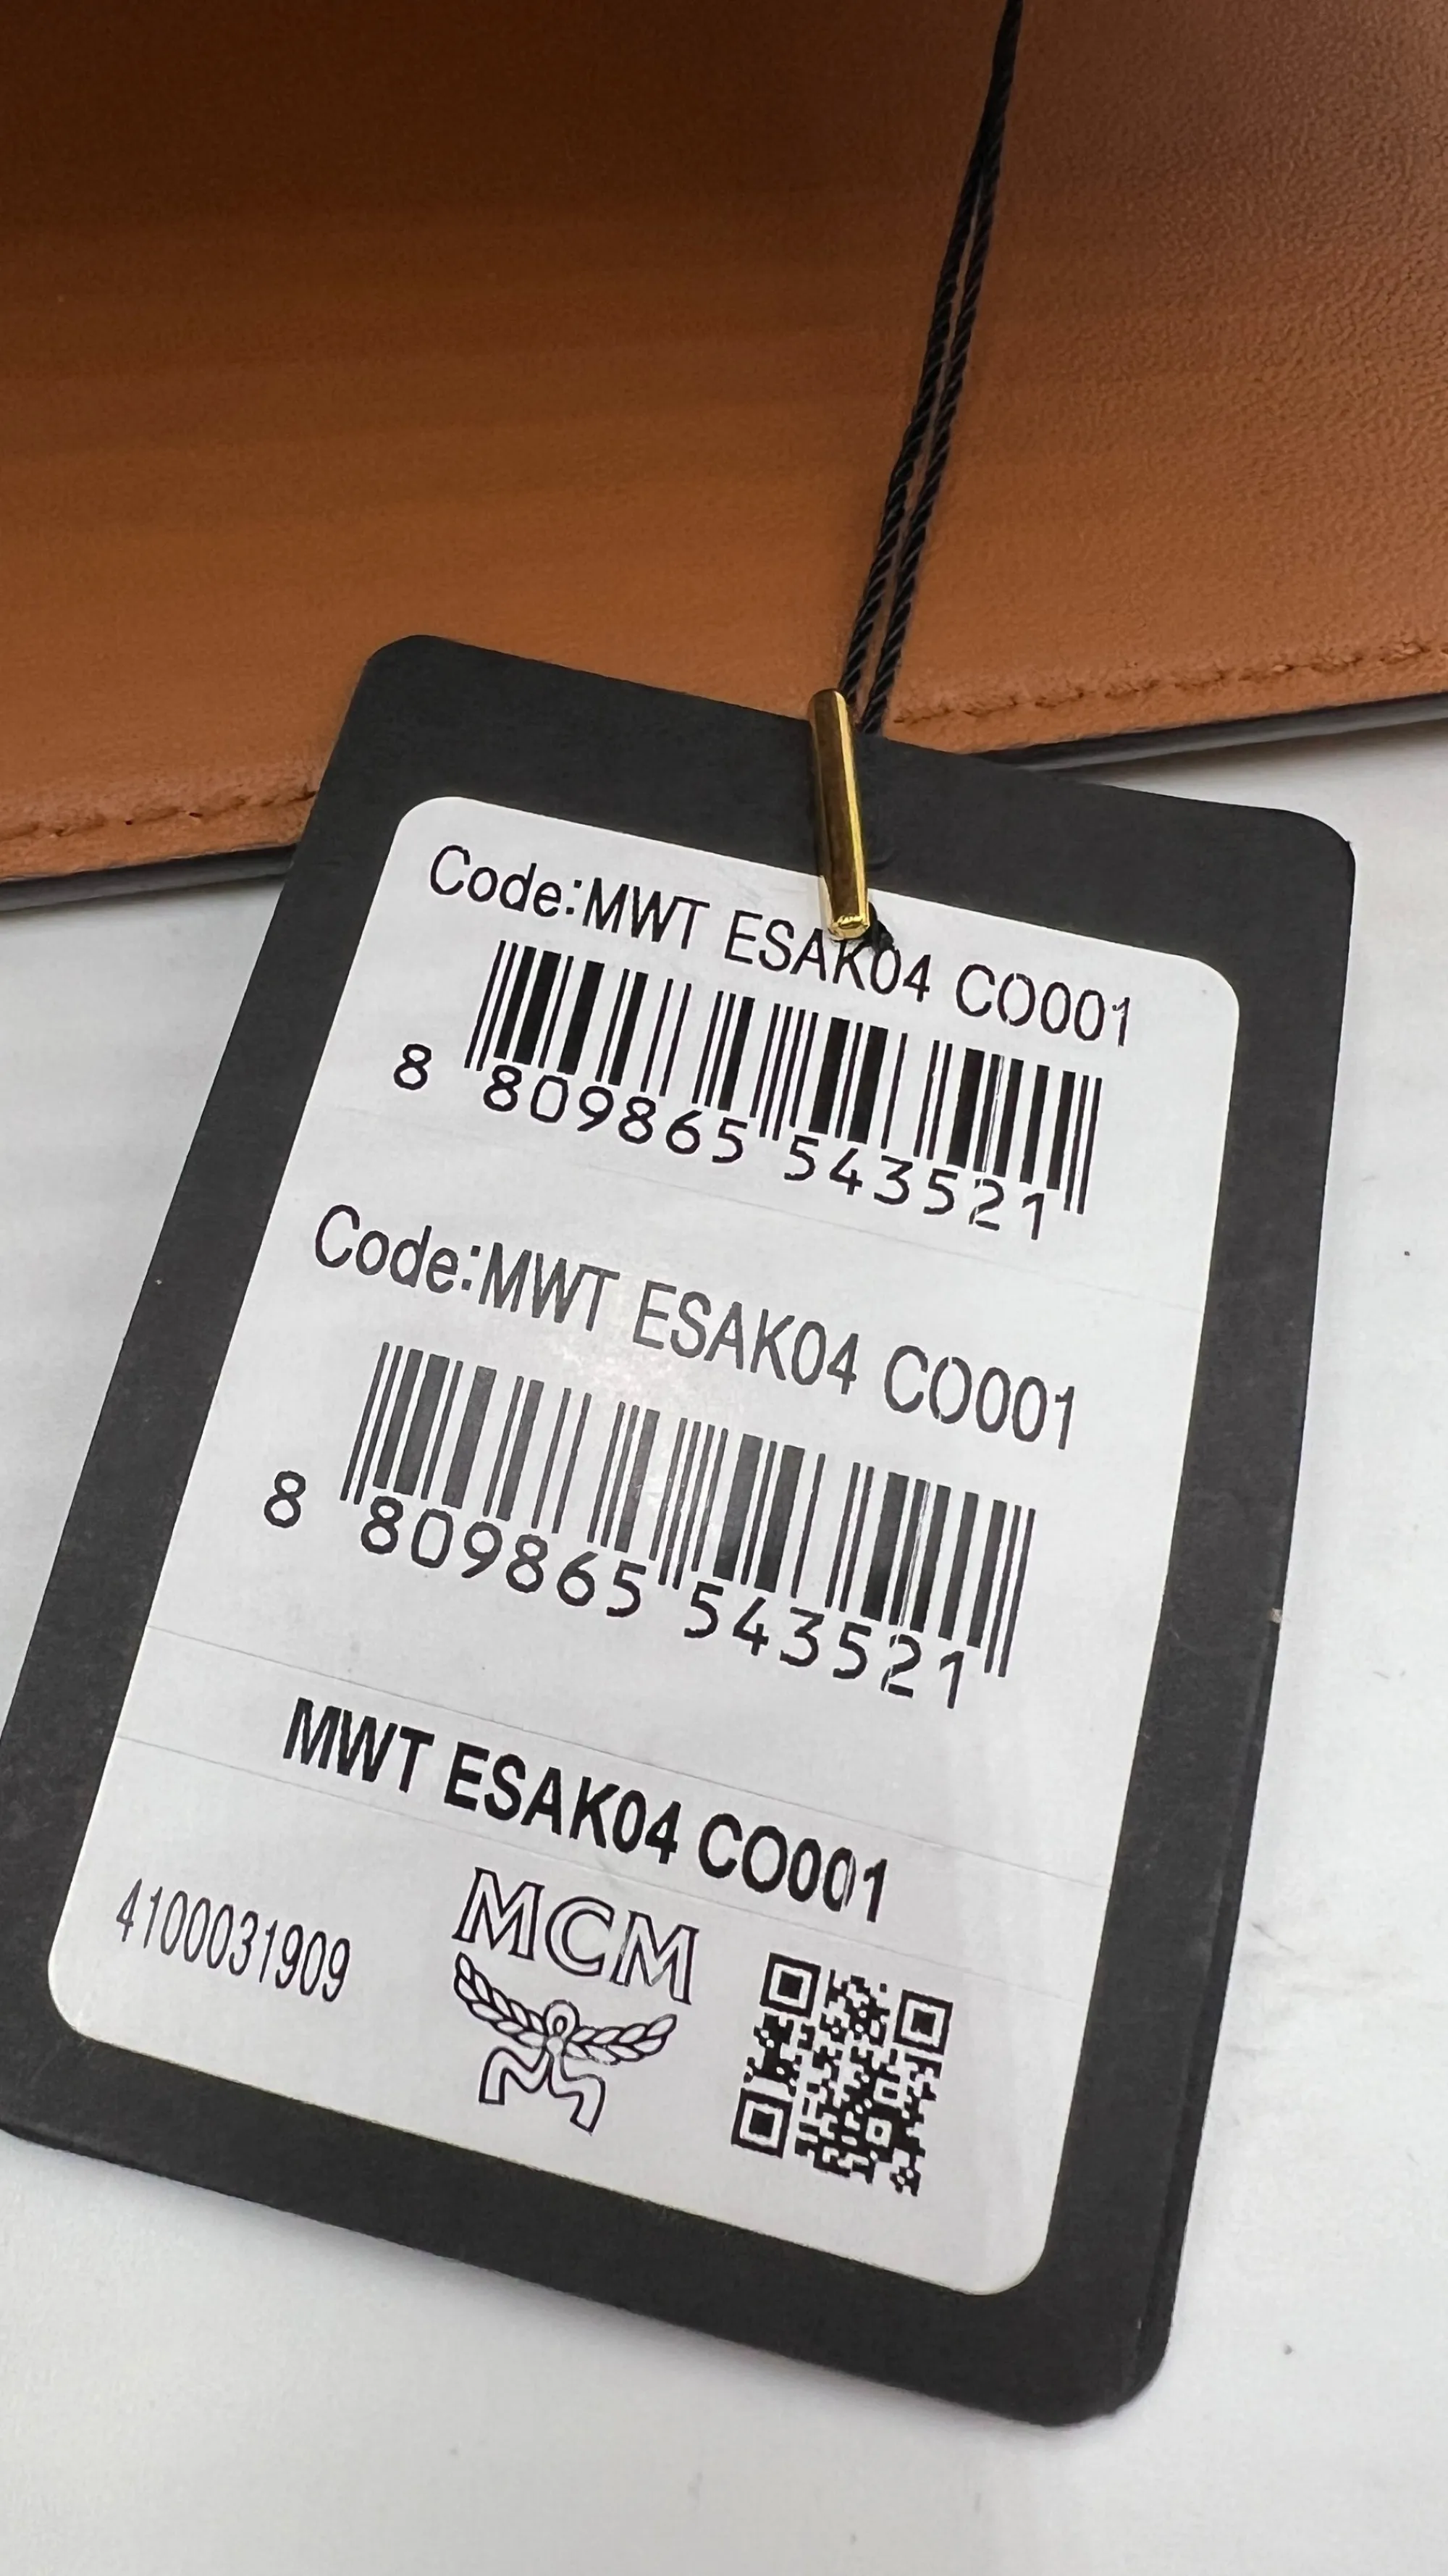 Code:MWT ESAK04 CO001
8 809865 543521
Code:MWT ESAK04 CO001
8 809865 543521
MWT ESAK04 CO001
4100031909
MCM